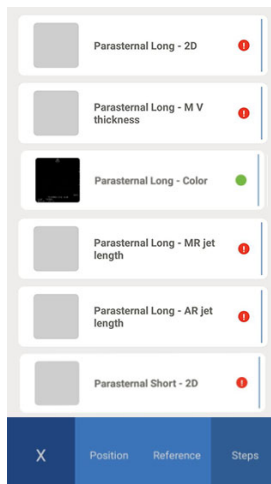 Parasternal Long - 2D
Parasternal Long - M V
thickness
Parasternal Long - Color
Parasternal Long - MR jet
length
Parasternal Long - AR jet
length
Parasternal Short - 2D
X
Position
Reference
Steps